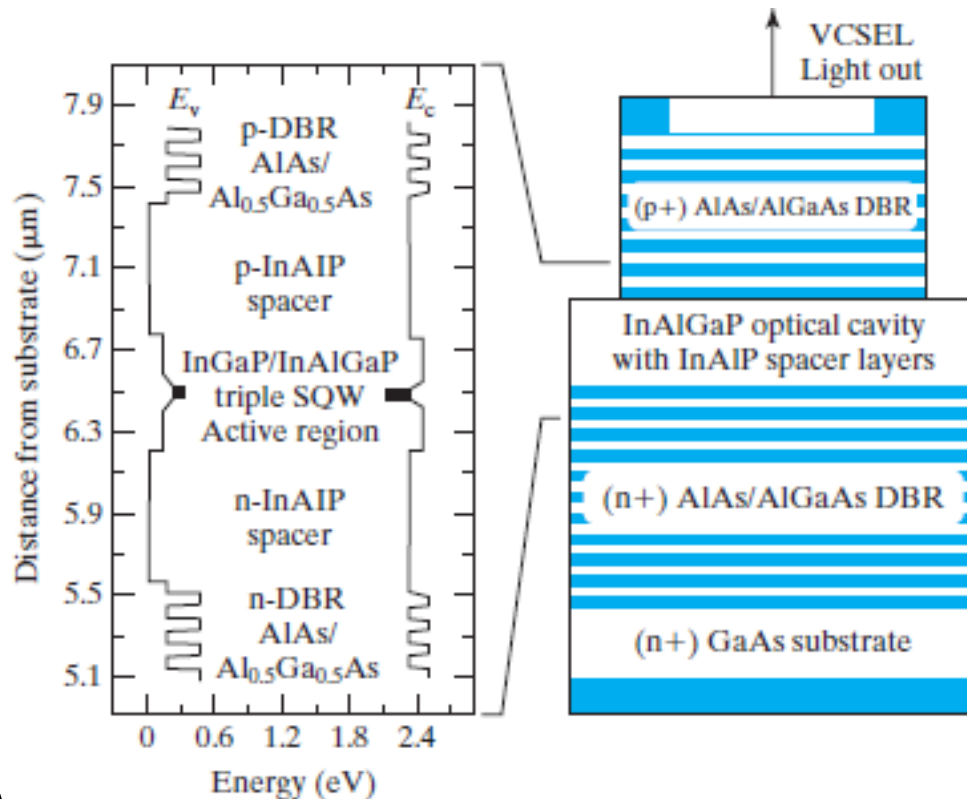 VCSEL
Light out
7.9
7.5
7.1
6.7
6.3
5.9
5.5
5.1
Distance from substrate (μm)
Eᵥ
E꜀
p-DBR
AlAs/
Al₀.₅Ga₀.₅As
p-InAIP
spacer
InGaP/InAlGaP
triple SQW
Active region
n-InAIP
spacer
n-DBR
AlAs/
Al₀.₅Ga₀.₅As
0 0.6 1.2 1.8 2.4
Energy (eV)
(p+) AlAs/AlGaAs DBR
InAlGaP optical cavity
with InAlP spacer layers
(n+) AlAs/AlGaAs DBR
(n+) GaAs substrate